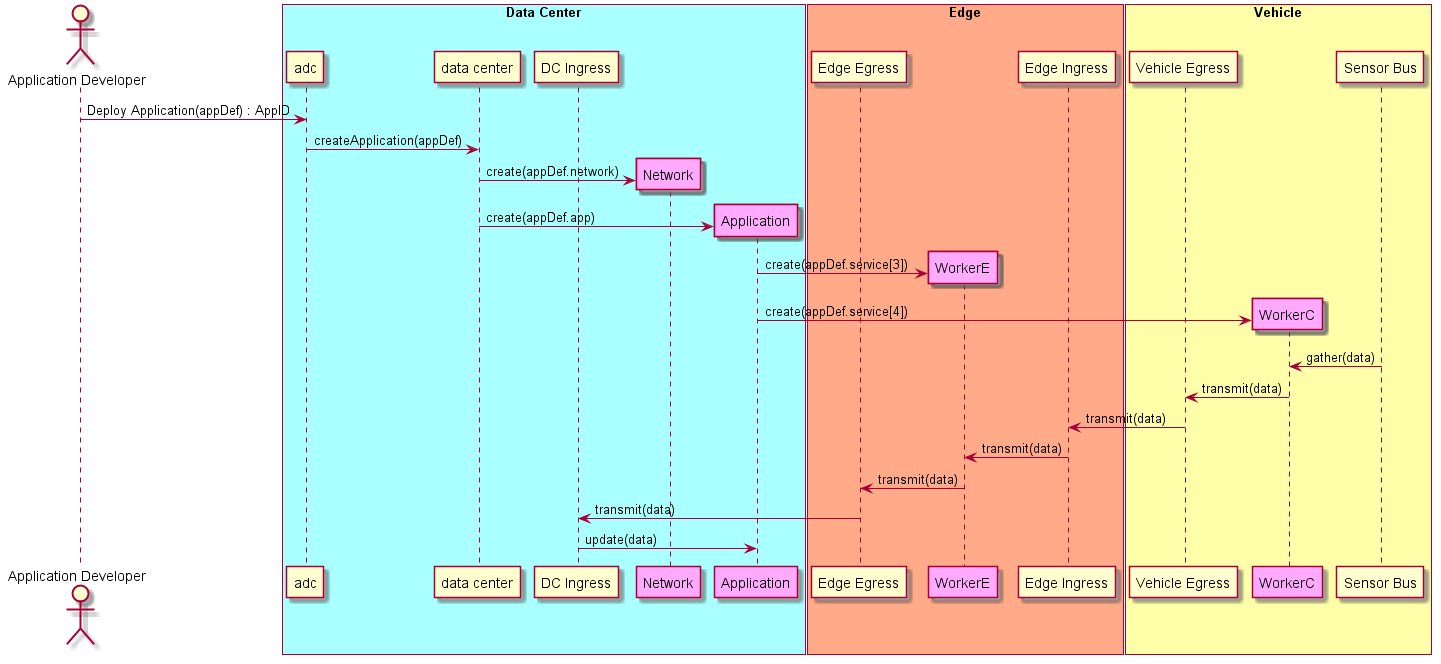 Data Center
Edge
Vehicle
Application Developer
adc
data center
DC Ingress
Edge Egress
Edge Ingress
Vehicle Egress
Sensor Bus
Deploy Application(appDef) : AppID
createApplication(appDef)
create(appDef.network)
Network
create(appDef.app)
Application
create(appDef.service[3])
WorkerE
create(appDef.service[4])
WorkerC
gather(data)
transmit(data)
transmit(data)
transmit(data)
transmit(data)
transmit(data)
update(data)
Application Developer
adc
data center
DC Ingress
Network
Application
Edge Egress
WorkerE
Edge Ingress
Vehicle Egress
WorkerC
Sensor Bus